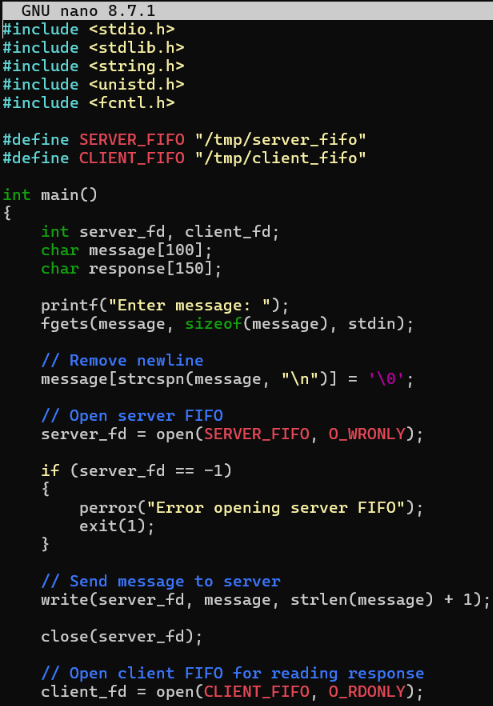 GNU nano 8.7.1
#include <stdio.h>
#include <stdlib.h>
#include <string.h>
#include <unistd.h>
#include <fcntl.h>
#define SERVER_FIFO "/tmp/server_fifo"
#define CLIENT_FIFO "/tmp/client_fifo"
int main()
{
    int server_fd, client_fd;
    char message[100];
    char response[150];
    printf("Enter message: ");
    fgets(message, sizeof(message), stdin);
    // Remove newline
    message[strcspn(message, "\n")] = '\0';
    // Open server FIFO
    server_fd = open(SERVER_FIFO, O_WRONLY);
    if (server_fd == -1)
    {
        perror("Error opening server FIFO");
        exit(1);
    }
    // Send message to server
    write(server_fd, message, strlen(message) + 1);
    close(server_fd);
    // Open client FIFO for reading response
    client_fd = open(CLIENT_FIFO, O_RDONLY);